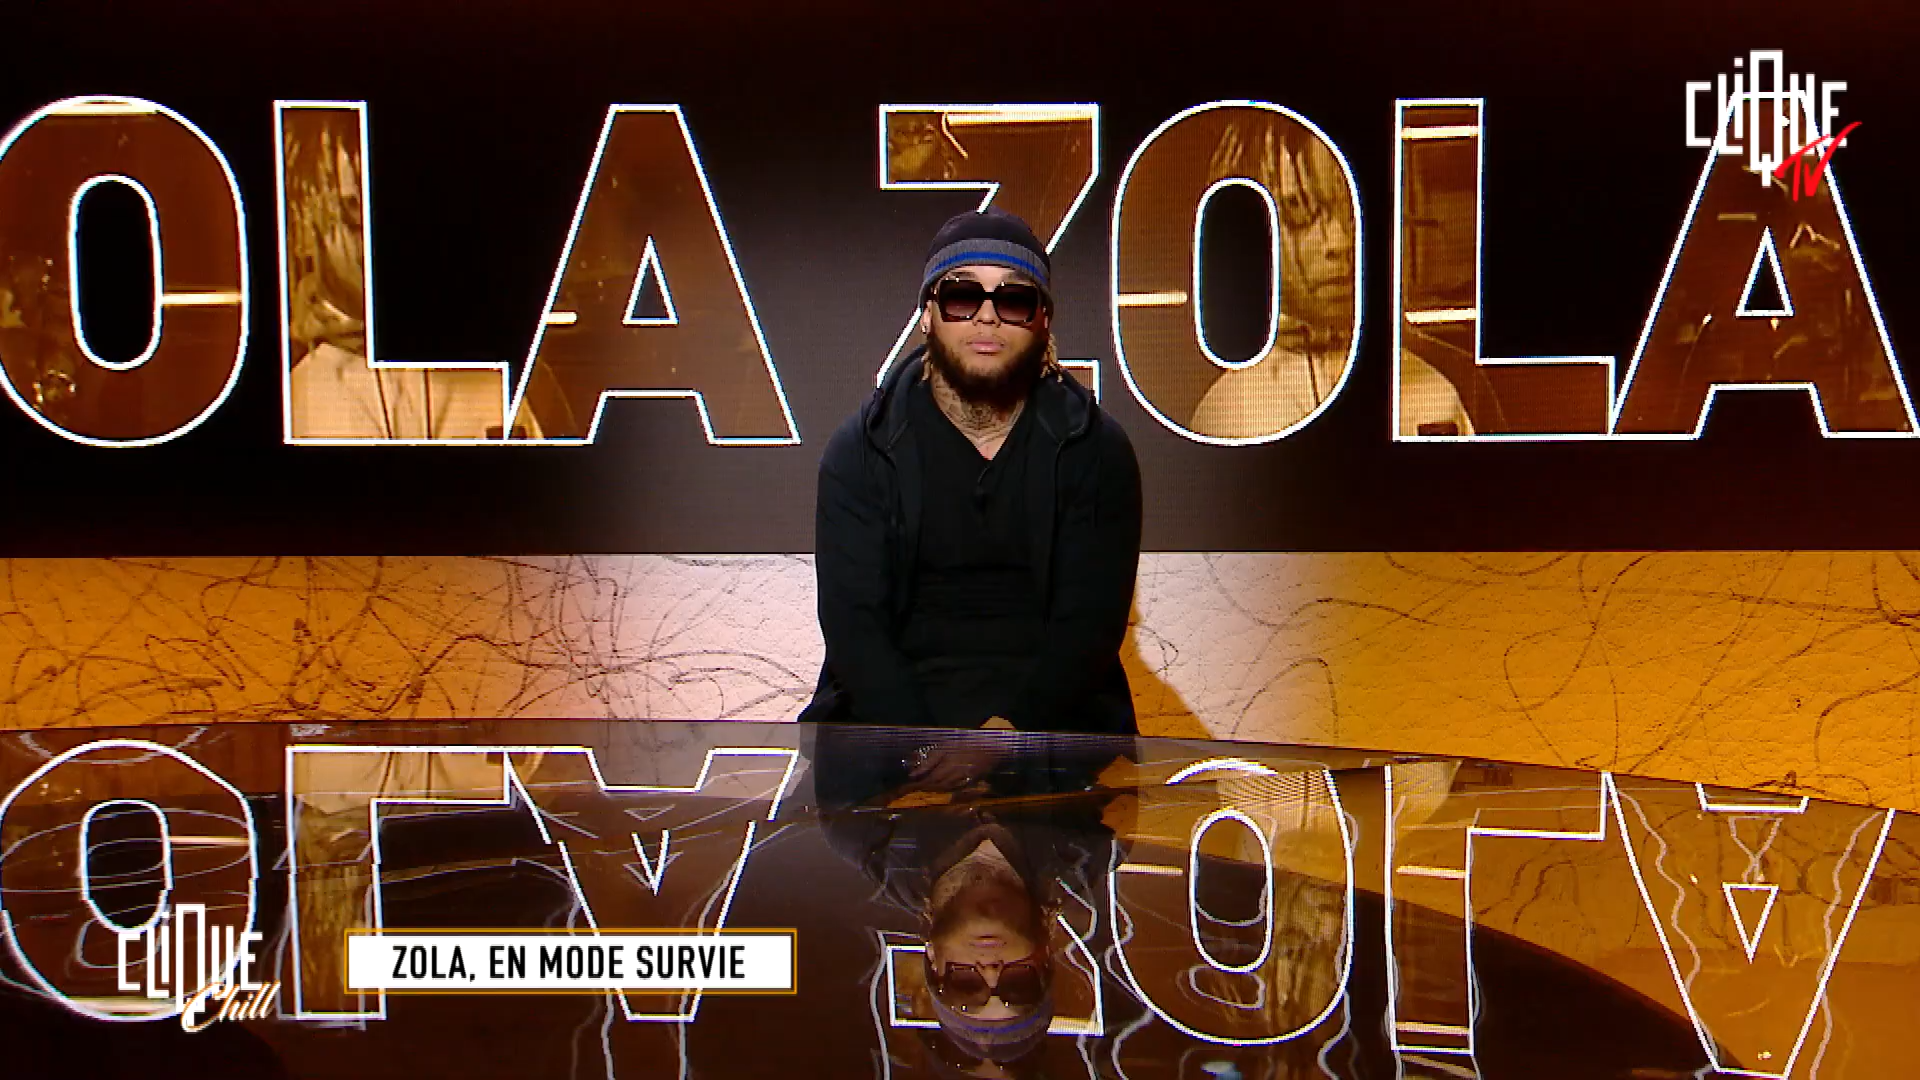 OLA ZOLA
CLIQUE
TV
CLIQUE
Chill
ZOLA, EN MODE SURVIE